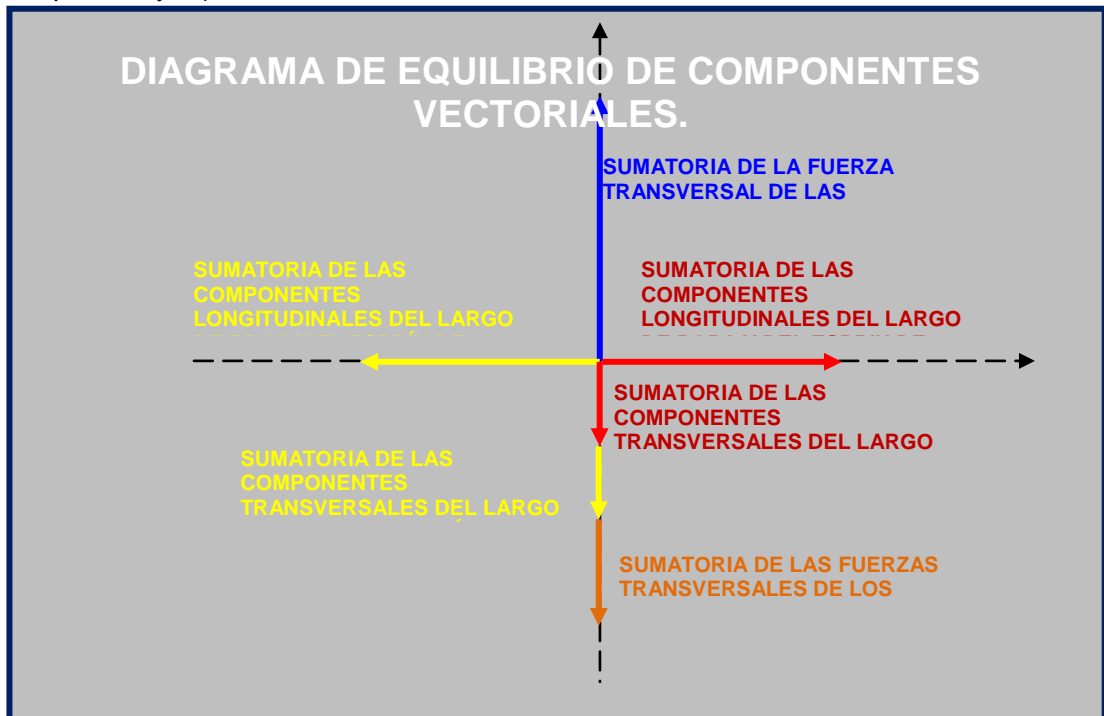 DIAGRAMA DE EQUILIBRIO DE COMPONENTES
VECTORIALES.
SUMATORIA DE LA FUERZA
TRANSVERSAL DE LAS
SUMATORIA DE LAS
COMPONENTES
LONGITUDINALES DEL LARGO
SUMATORIA DE LAS
COMPONENTES
LONGITUDINALES DEL LARGO
SUMATORIA DE LAS
COMPONENTES
TRANSVERSALES DEL LARGO
SUMATORIA DE LAS
COMPONENTES
TRANSVERSALES DEL LARGO
SUMATORIA DE LAS FUERZAS
TRANSVERSALES DE LOS